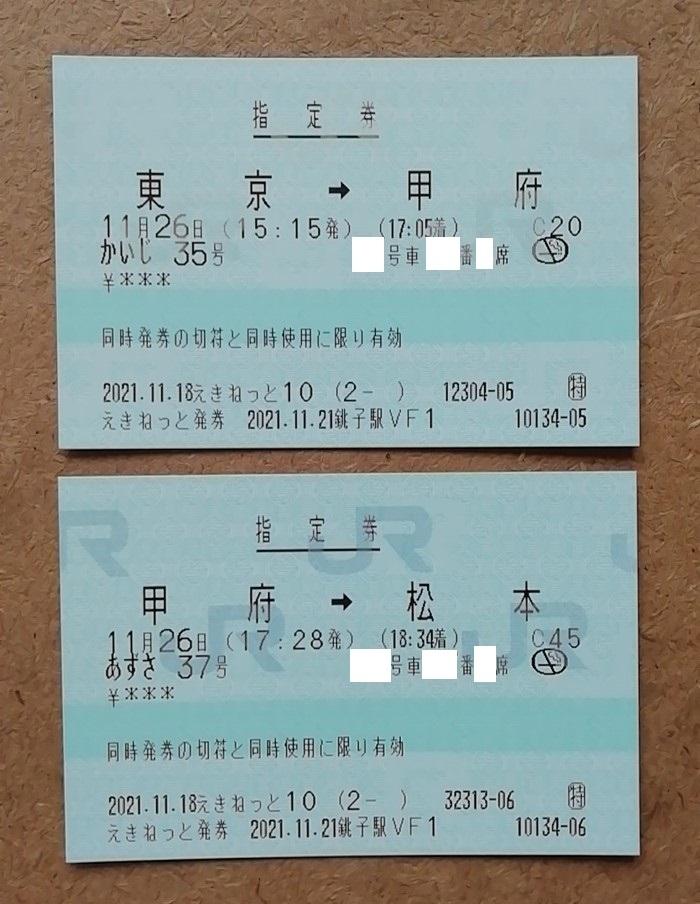 指定券
東京 → 甲府
11月26日 (15:15発) (17:05着) C20
かいじ 35号 号車 番 席
¥***
同時発券の切符と同時使用に限り有効
2021.11.18えきねっと10 (2- ) 12304-05 特
えきねっと発券 2021.11.21銚子駅VF1 10134-05
JR
指定券
甲府 → 松本
11月26日 (17:28発) (18:34着) C45
あずさ 37号 号車 番 席
¥***
同時発券の切符と同時使用に限り有効
2021.11.18えきねっと10 (2- ) 32313-06 特
えきねっと発券 2021.11.21銚子駅VF1 10134-06